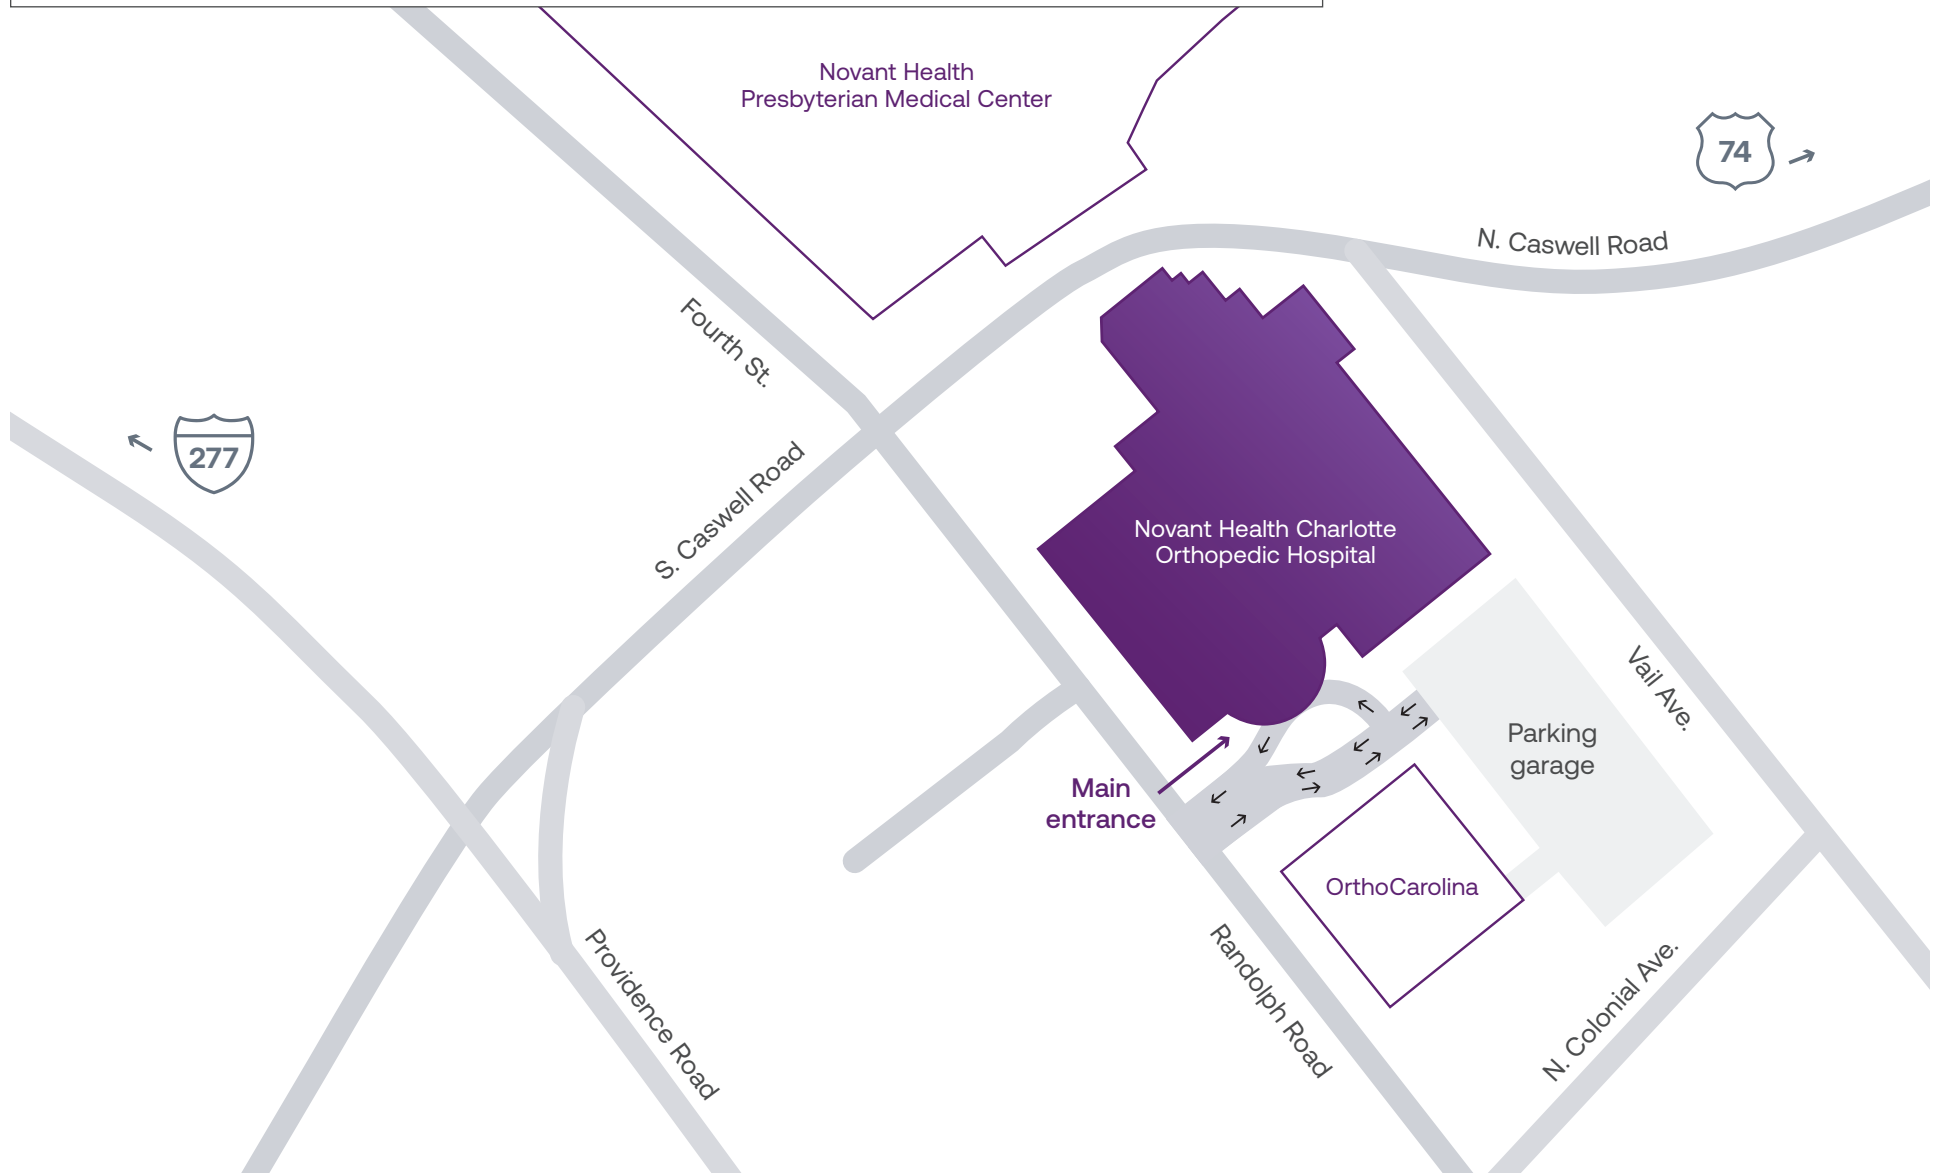 Novant Health
Presbyterian Medical Center
74
N. Caswell Road
Fourth St.
277
S. Caswell Road
Novant Health Charlotte
Orthopedic Hospital
Vail Ave.
Parking
garage
Main
entrance
OrthoCarolina
Providence Road
Randolph Road
N. Colonial Ave.